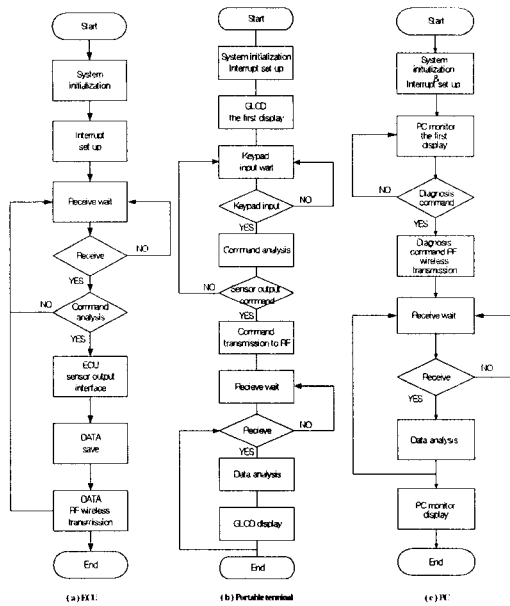 Start
System
initialization
Interrupt
set up
Receive wait
Receive
NO
YES
Command
analysis
NO
YES
ECU
sensor output
interface
DATA
save
DATA
RF wireless
transmission
End
(a) ECU
Start
System initialization
Interrupt set up
GLCD
the first display
Keypad
input wait
Keypad input
NO
YES
Command analysis
Sensor output
command
NO
YES
Command
transmission to RF
Recieve wait
Recieve
NO
YES
Data analysis
GLCD display
End
(b) Portable terminal
Start
System
initialization
&
Interrupt set up
PC monitor
the first
display
Diagnosis
command
NO
YES
Diagnosis
command RF
wireless
transmission
Receive wait
Receive
NO
YES
Data analysis
PC monitor
display
End
(c) PC